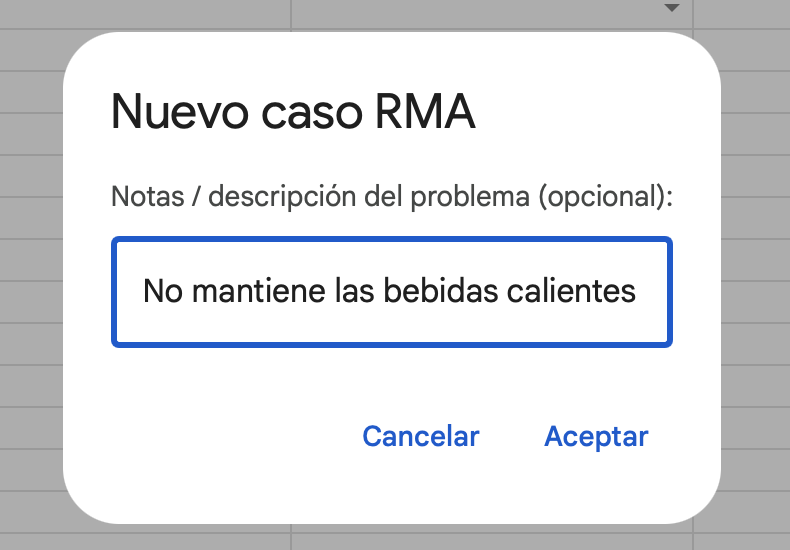 Nuevo caso RMA
Notas / descripción del problema (opcional):
No mantiene las bebidas calientes
Cancelar
Aceptar